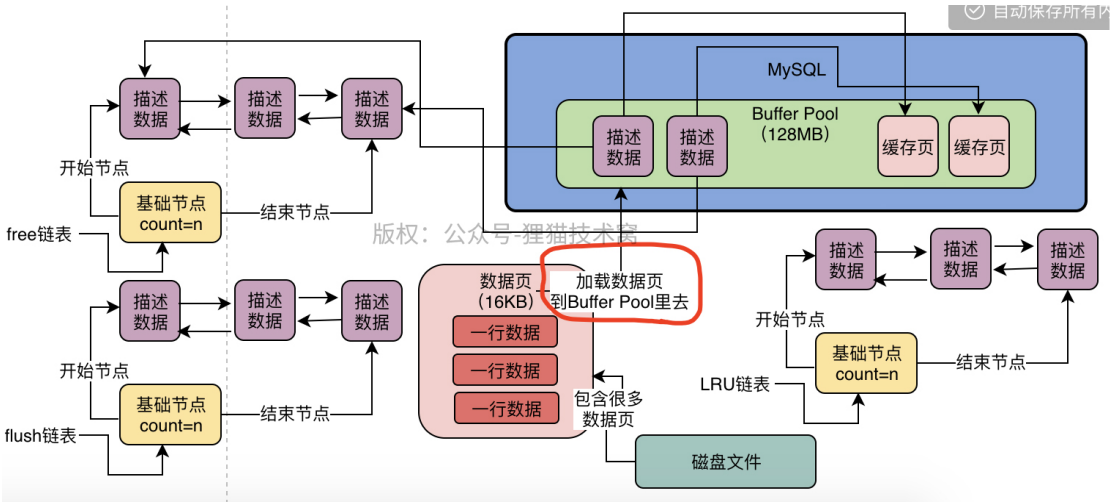 自动保存所有
MySQL
Buffer Pool
（128MB）
描述
数据
描述
数据
缓存页
缓存页
描述
数据
描述
数据
描述
数据
开始节点
基础节点
count=n
结束节点
free链表
版权：公众号-狸猫技术窝
描述
数据
描述
数据
描述
数据
开始节点
基础节点
count=n
结束节点
flush链表
数据页
（16KB）
加载数据页
到Buffer Pool里去
一行数据
一行数据
一行数据
包含很多
数据页
磁盘文件
描述
数据
描述
数据
描述
数据
开始节点
基础节点
count=n
结束节点
LRU链表